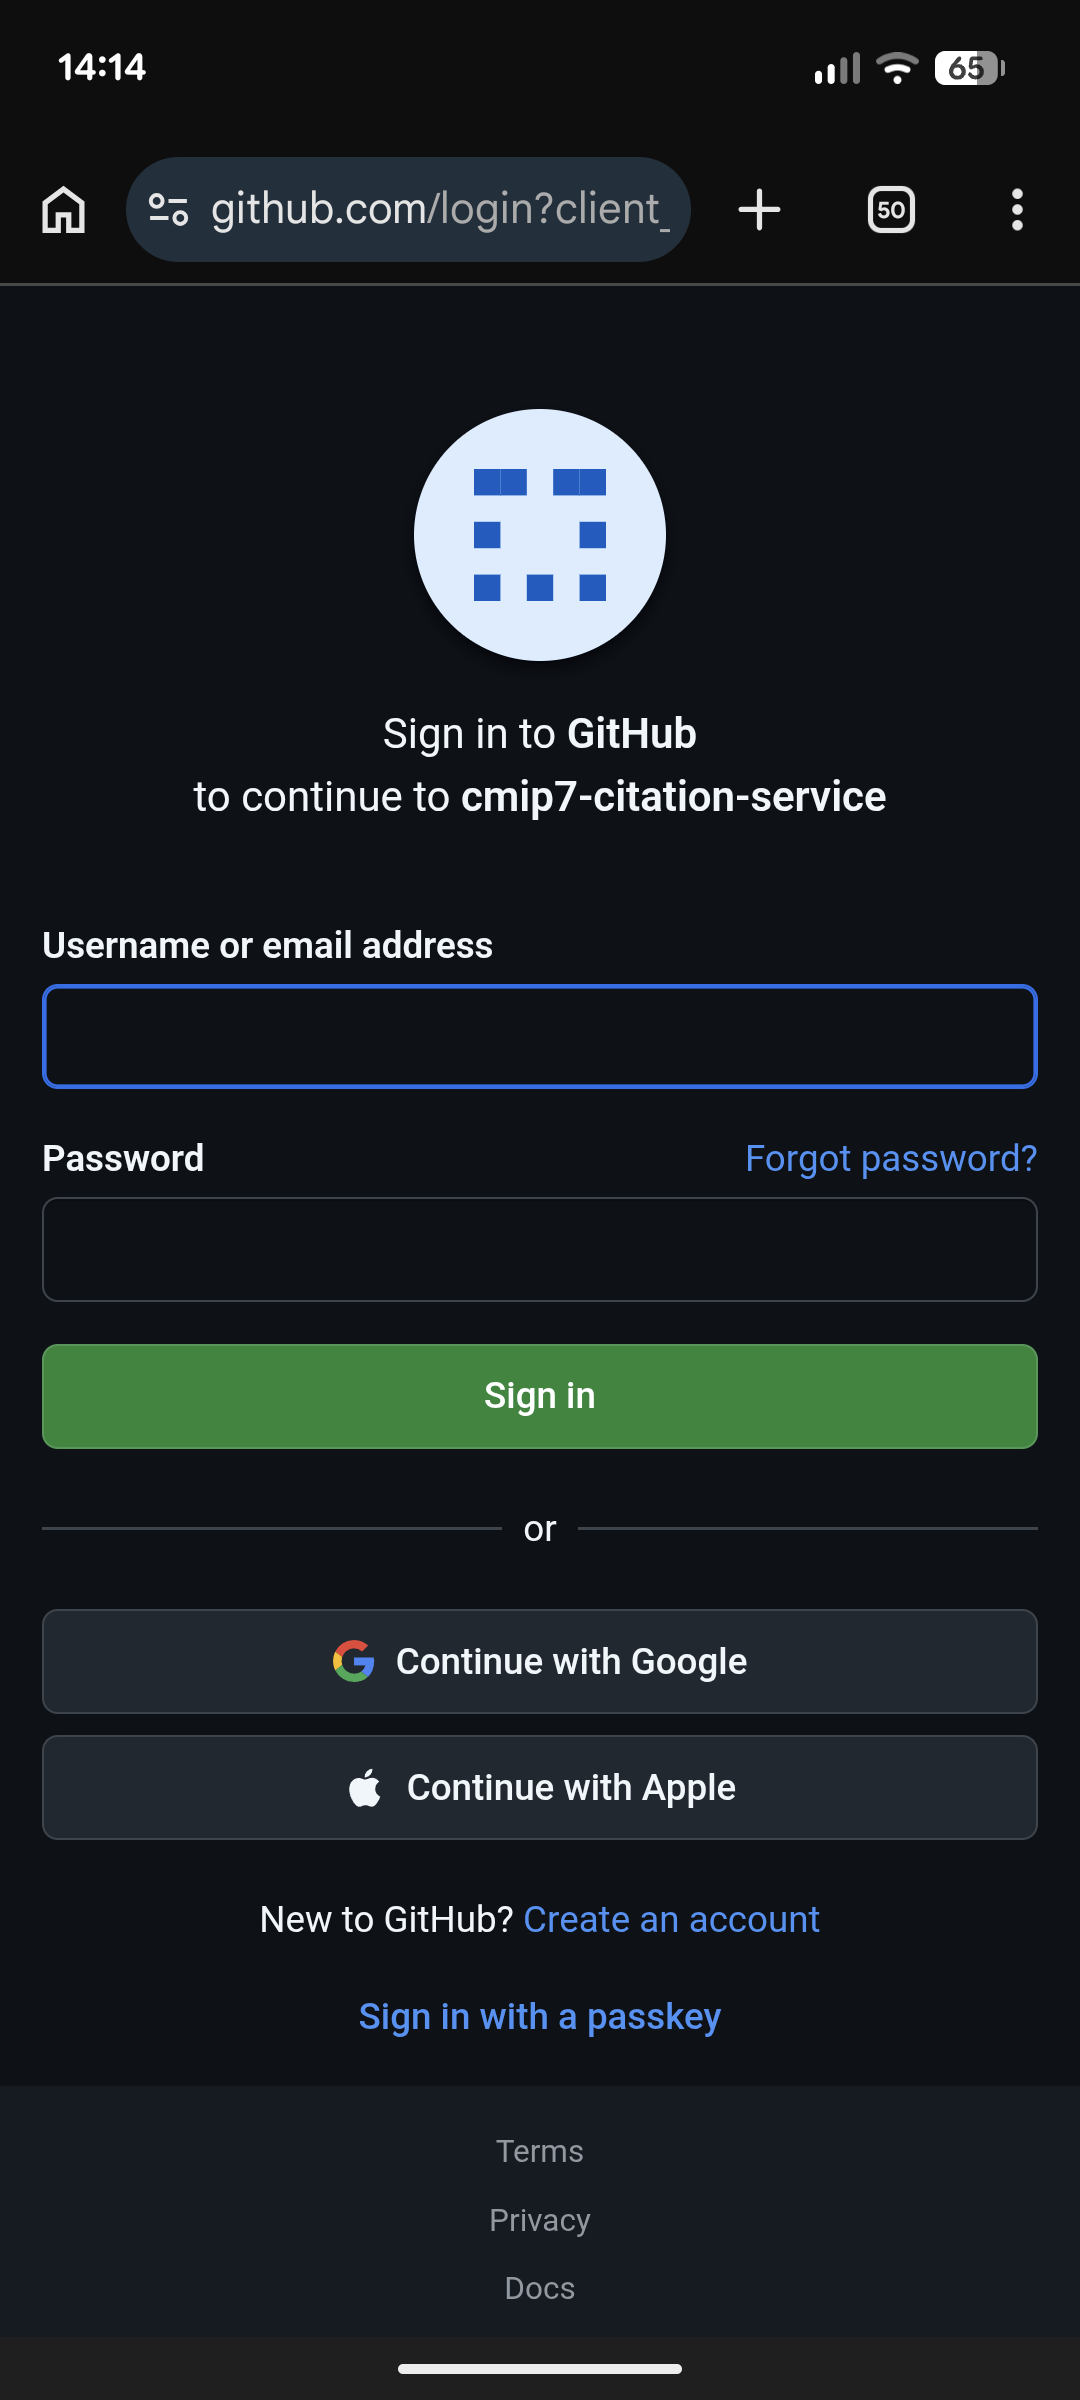 14:14
65
github.com/login?client_
50
Sign in to GitHub
to continue to cmip7-citation-service
Username or email address
Password
Forgot password?
Sign in
or
Continue with Google
Continue with Apple
New to GitHub? Create an account
Sign in with a passkey
Terms
Privacy
Docs